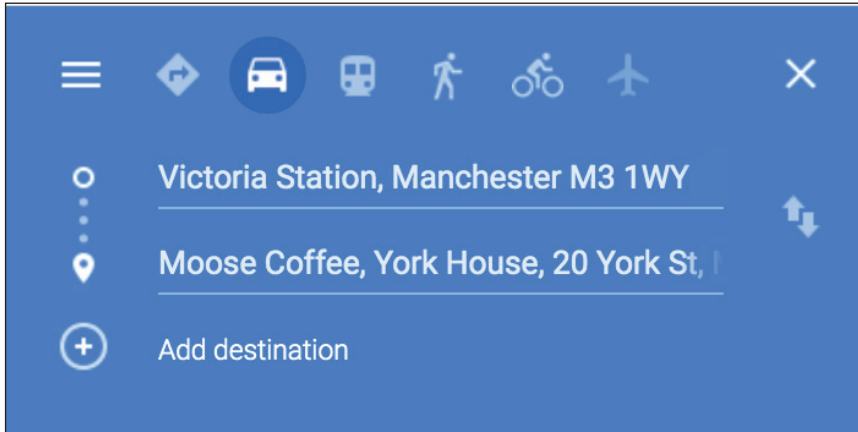 Victoria Station, Manchester M3 1WY
Moose Coffee, York House, 20 York St,
Add destination